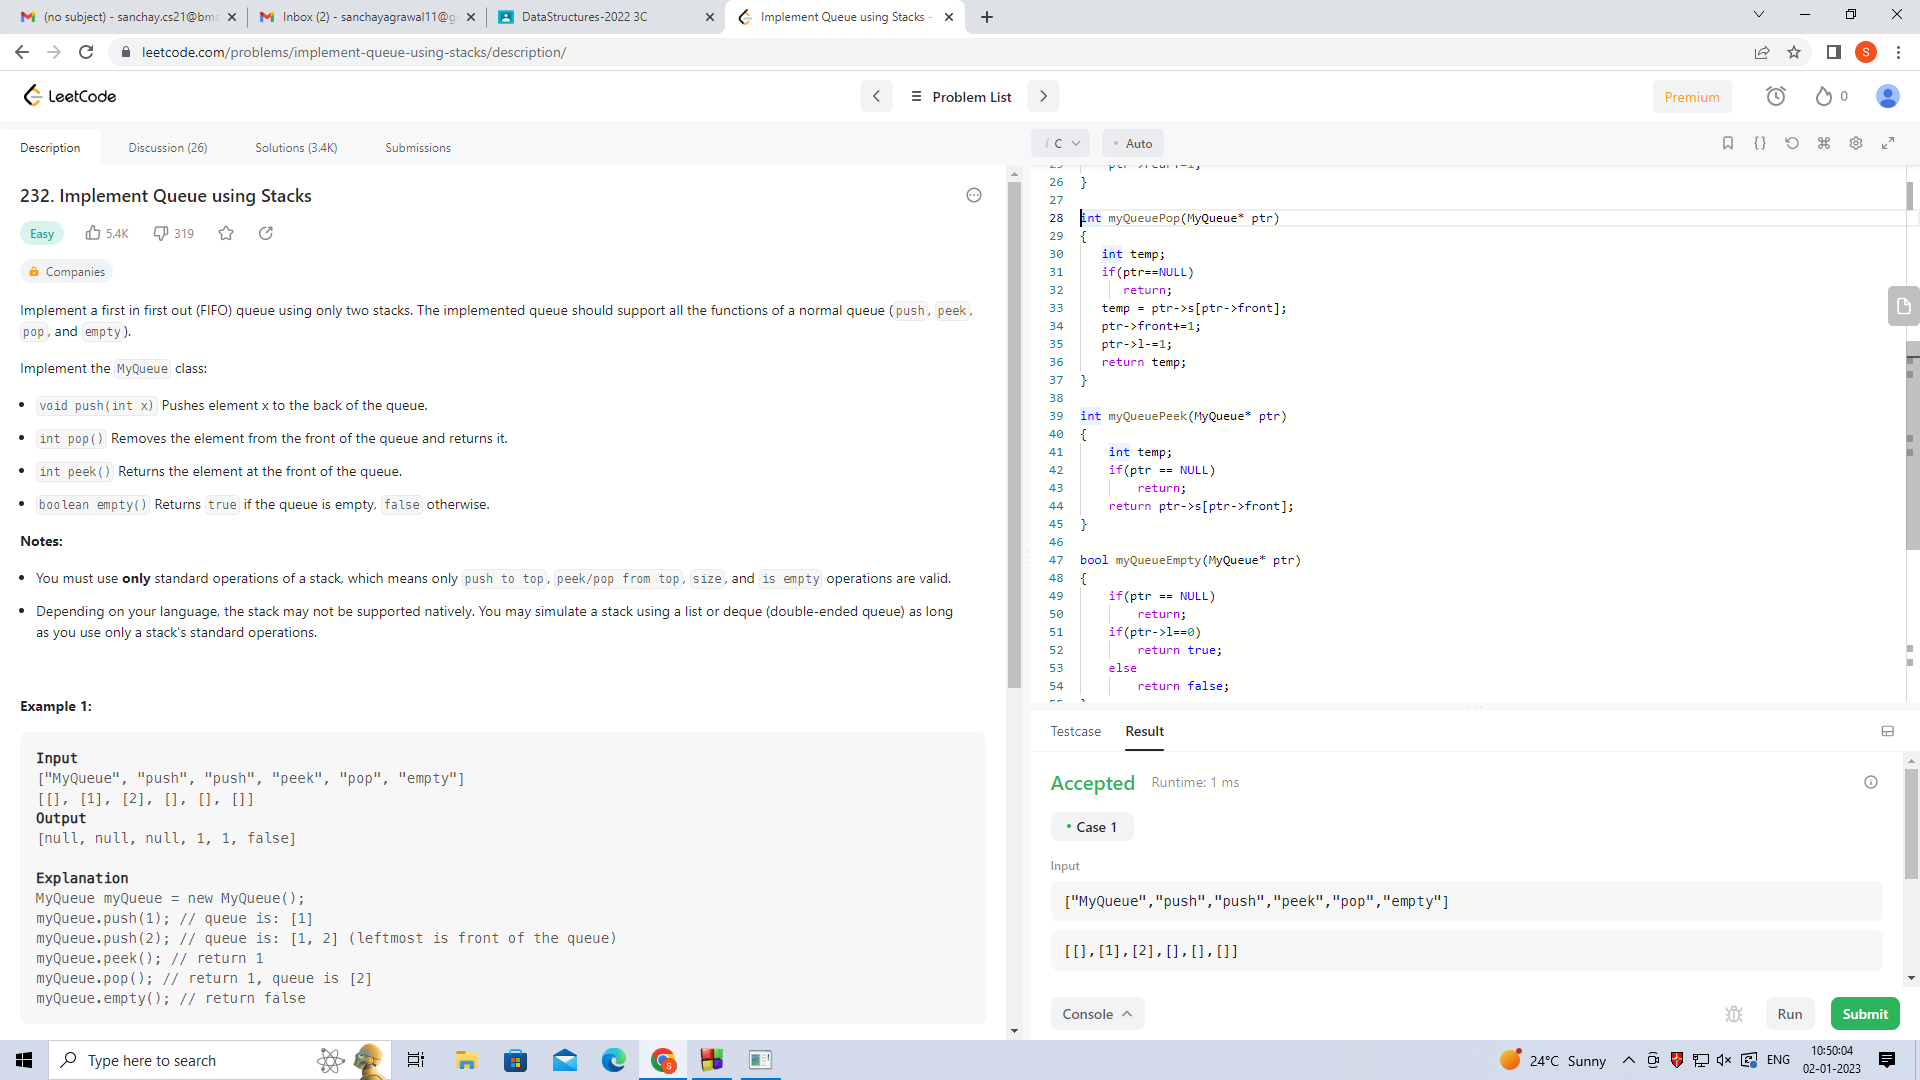 (no subject) - sanchay.cs21@bms
Inbox (2) - sanchayagrawal11@g
DataStructures-2022 3C
Implement Queue using Stacks -
leetcode.com/problems/implement-queue-using-stacks/description/
S
LeetCode
Problem List
Premium
0
Description
Discussion (26)
Solutions (3.4K)
Submissions
232. Implement Queue using Stacks
Easy
5.4K
319
Companies
Implement a first in first out (FIFO) queue using only two stacks. The implemented queue should support all the functions of a normal queue (push, peek,
pop, and empty).
Implement the MyQueue class:
• void push(int x) Pushes element x to the back of the queue.
• int pop() Removes the element from the front of the queue and returns it.
• int peek() Returns the element at the front of the queue.
• boolean empty() Returns true if the queue is empty, false otherwise.
Notes:
• You must use only standard operations of a stack, which means only push to top, peek/pop from top, size, and is empty operations are valid.
• Depending on your language, the stack may not be supported natively. You may simulate a stack using a list or deque (double-ended queue) as long
as you use only a stack's standard operations.
Example 1:
Input
["MyQueue", "push", "push", "peek", "pop", "empty"]
[[], [1], [2], [], [], []]
Output
[null, null, null, 1, 1, false]
Explanation
MyQueue myQueue = new MyQueue();
myQueue.push(1); // queue is: [1]
myQueue.push(2); // queue is: [1, 2] (leftmost is front of the queue)
myQueue.peek(); // return 1
myQueue.pop(); // return 1, queue is [2]
myQueue.empty(); // return false
i C
• Auto
26 }
27
28 int myQueuePop(MyQueue* ptr)
29 {
30 int temp;
31 if(ptr==NULL)
32 return;
33 temp = ptr->s[ptr->front];
34 ptr->front+=1;
35 ptr->l-=1;
36 return temp;
37 }
38
39 int myQueuePeek(MyQueue* ptr)
40 {
41 int temp;
42 if(ptr == NULL)
43 return;
44 return ptr->s[ptr->front];
45 }
46
47 bool myQueueEmpty(MyQueue* ptr)
48 {
49 if(ptr == NULL)
50 return;
51 if(ptr->l==0)
52 return true;
53 else
54 return false;
Testcase
Result
Accepted
Runtime: 1 ms
• Case 1
Input
["MyQueue","push","push","peek","pop","empty"]
[[],[1],[2],[],[],[]]
Console
Run
Submit
Type here to search
24°C Sunny
ENG
10:50:04
02-01-2023